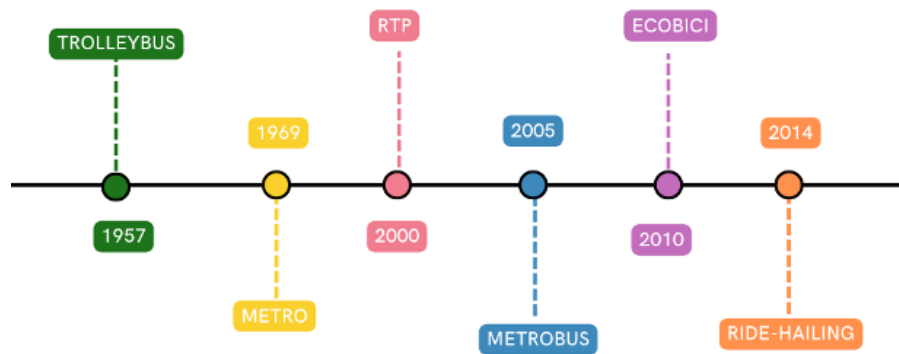 TROLLEYBUS
1957
1969
METRO
RTP
2000
2005
METROBUS
ECOBICI
2010
2014
RIDE-HAILING